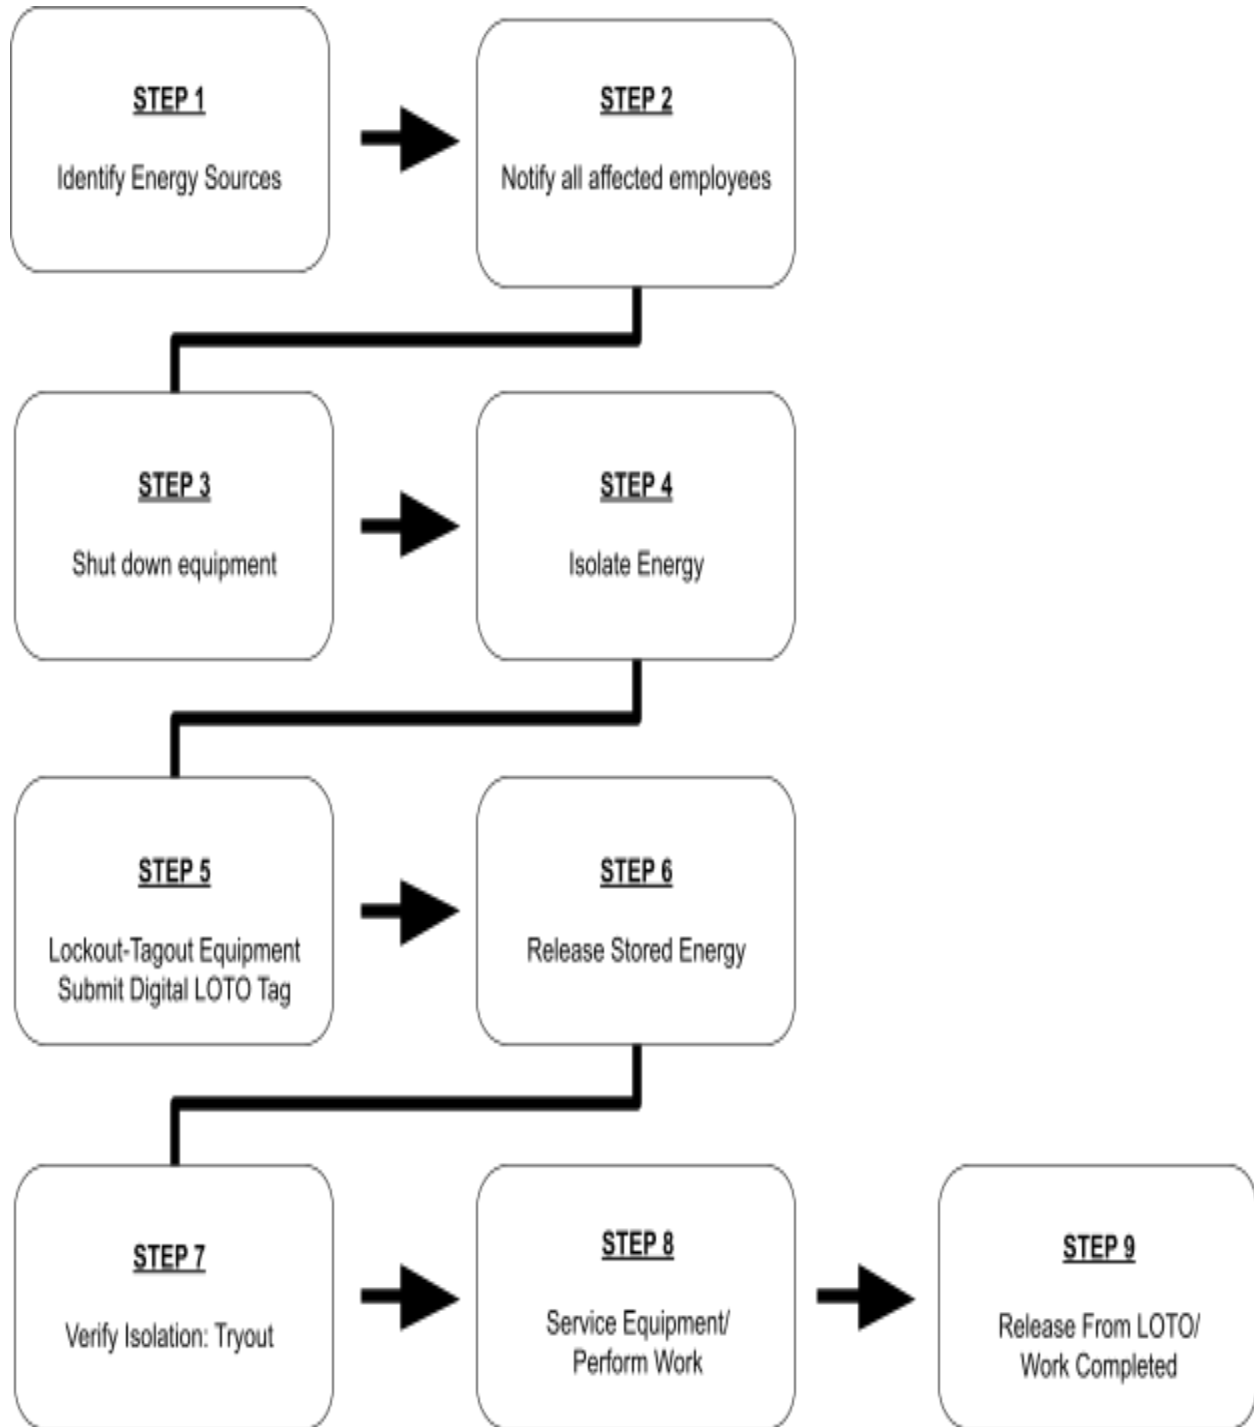 STEP 1
Identify Energy Sources
STEP 2
Notify all affected employees
STEP 3
Shut down equipment
STEP 4
Isolate Energy
STEP 5
Lockout-Tagout Equipment
Submit Digital LOTO Tag
STEP 6
Release Stored Energy
STEP 7
Verify Isolation: Tryout
STEP 8
Service Equipment/
Perform Work
STEP 9
Release From LOTO/
Work Completed